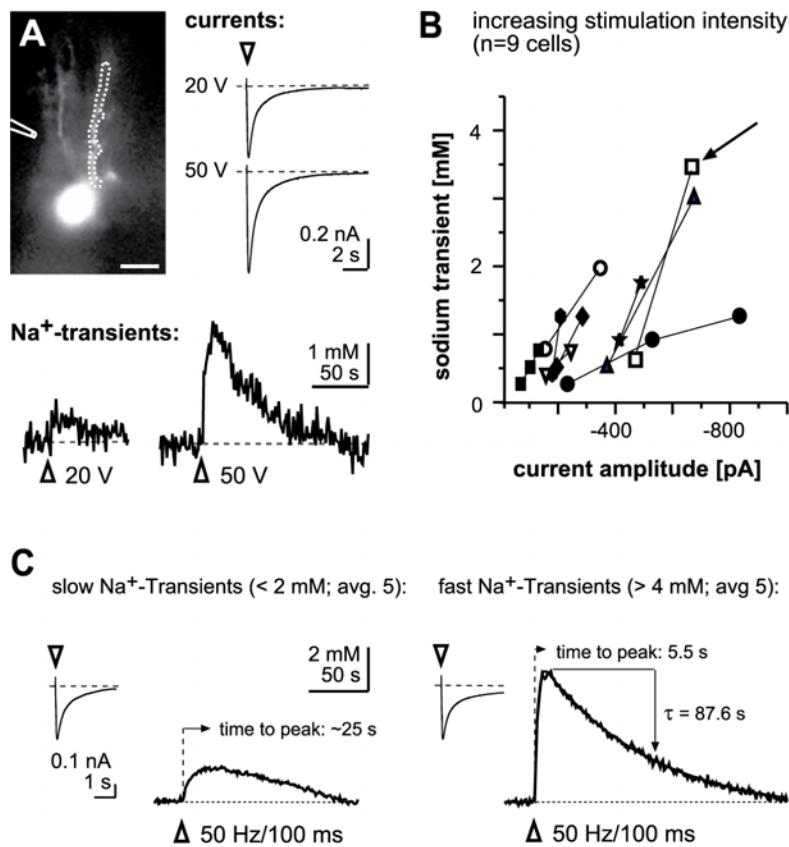 A
currents:
20 V
50 V
0.2 nA
2 s
Na+-transients:
1 mM
50 s
20 V
50 V
B
increasing stimulation intensity
(n=9 cells)
sodium transient [mM]
4
2
0
-400
-800
current amplitude [pA]
C
slow Na+-Transients (< 2 mM; avg. 5):
2 mM
50 s
time to peak: ~25 s
0.1 nA
1 s
50 Hz/100 ms
fast Na+-Transients (> 4 mM; avg 5):
time to peak: 5.5 s
τ = 87.6 s
50 Hz/100 ms